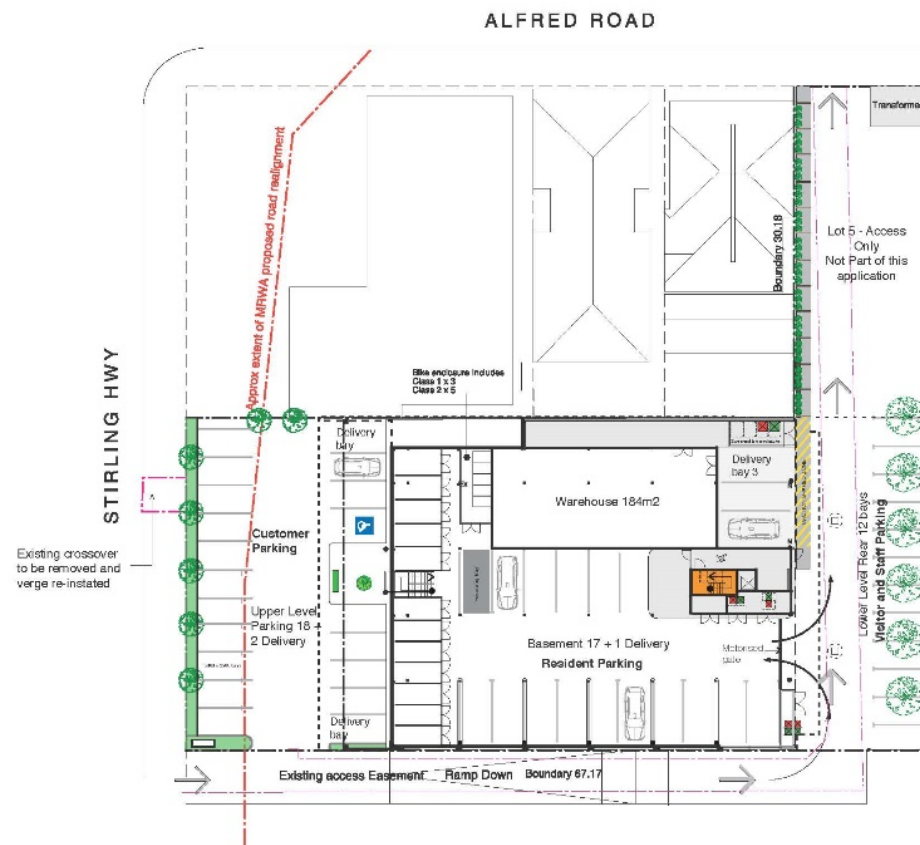 ALFRED ROAD
Transforme
Approx extent of MRWA proposed road realignment
Boundary 30.18
Lot 5 - Access
Only
Not Part of this
application
STIRLING HWY
Bike enclosure includes
Class 1 x 3
Class 2 x 5
Delivery
bay
Delivery
bay 3
Warehouse 184m2
Existing crossover
to be removed and
verge re-instated
Customer
Parking
Upper Level
Parking 18 +
2 Delivery
Basement 17 + 1 Delivery
Resident Parking
Motorised
gate
Lower Level Rear 12 bays
Visitor and Staff Parking
Delivery
bay
Existing access Easement
Ramp Down
Boundary 67.17